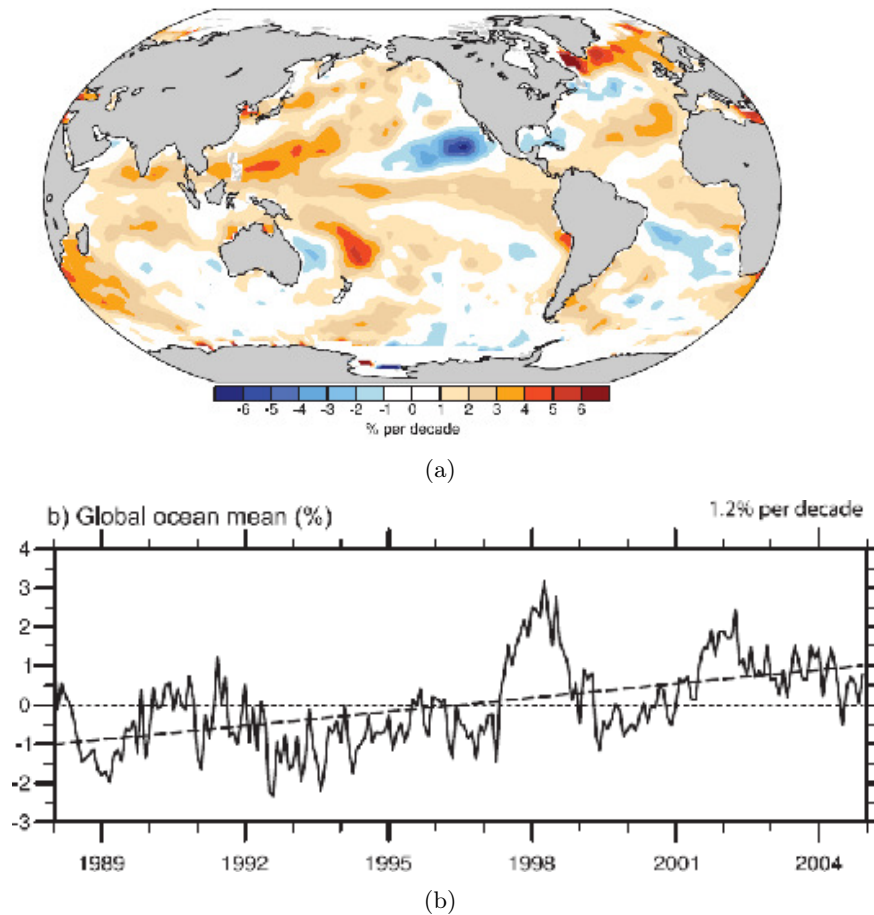 -6 -5 -4 -3 -2 -1 0 1 2 3 4 5 6
% per decade
(a)
b) Global ocean mean (%)
1.2% per decade
4
3
2
1
0
-1
-2
-3
1989 1992 1995 1998 2001 2004
(b)